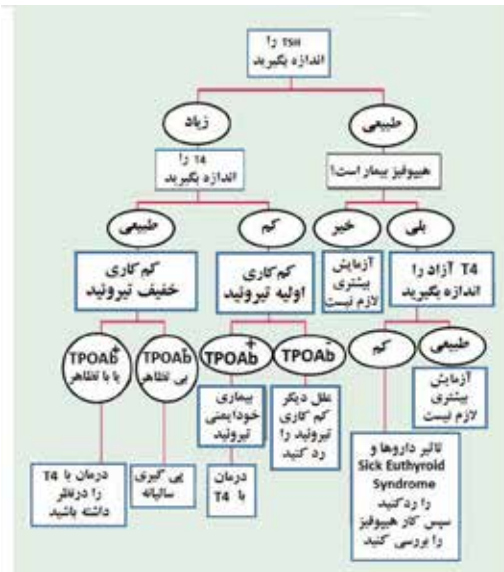 TSH را
اندازه بگیرید
زیاد
طبیعی
T4 را
اندازه بگیرید
هیپوفیز بیمار است؟
طبیعی
کم
خیر
بلی
کم کاری
خفیف تیروئید
کم کاری
اولیه تیروئید
آزمایش
بیشتری
لازم نیست
T4 آزاد را
اندازه بگیرید
TPOAb+
یا با تظاهر
TPOAb-
بی تظاهر
TPOAb+
TPOAb-
کم
طبیعی
بیماری
خودایمنی
تیروئید
علل دیگر
کم کاری
تیروئید را
رد کنید
آزمایش
بیشتری
لازم نیست
درمان با T4
را درنظر
داشته باشید
پی گیری
سالیانه
درمان
با T4
تاثیر داروها و
Sick Euthyroid
Syndrome
را ردکنید
سپس کار هیپوفیز
را بررسی کنید